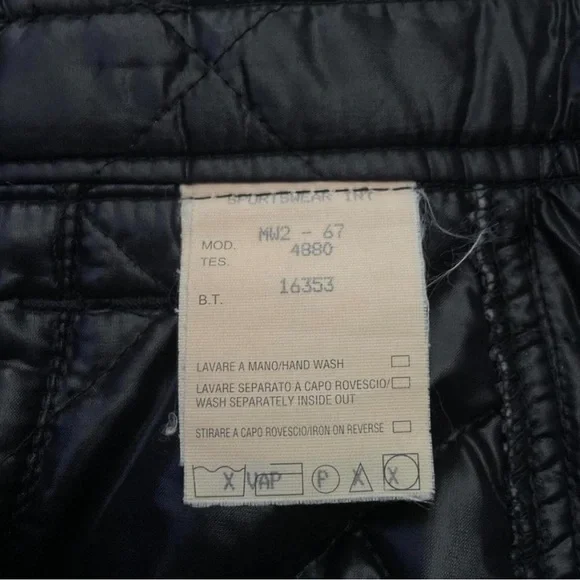 SPORTSWEAR INT
MOD. MW2 - 67
TES. 4880
B.T. 16353
LAVARE A MANO/HAND WASH
LAVARE SEPARATO A CAPO ROVESCIO/
WASH SEPARATELY INSIDE OUT
STIRARE A CAPO ROVESCIO/IRON ON REVERSE
X VAP P X X